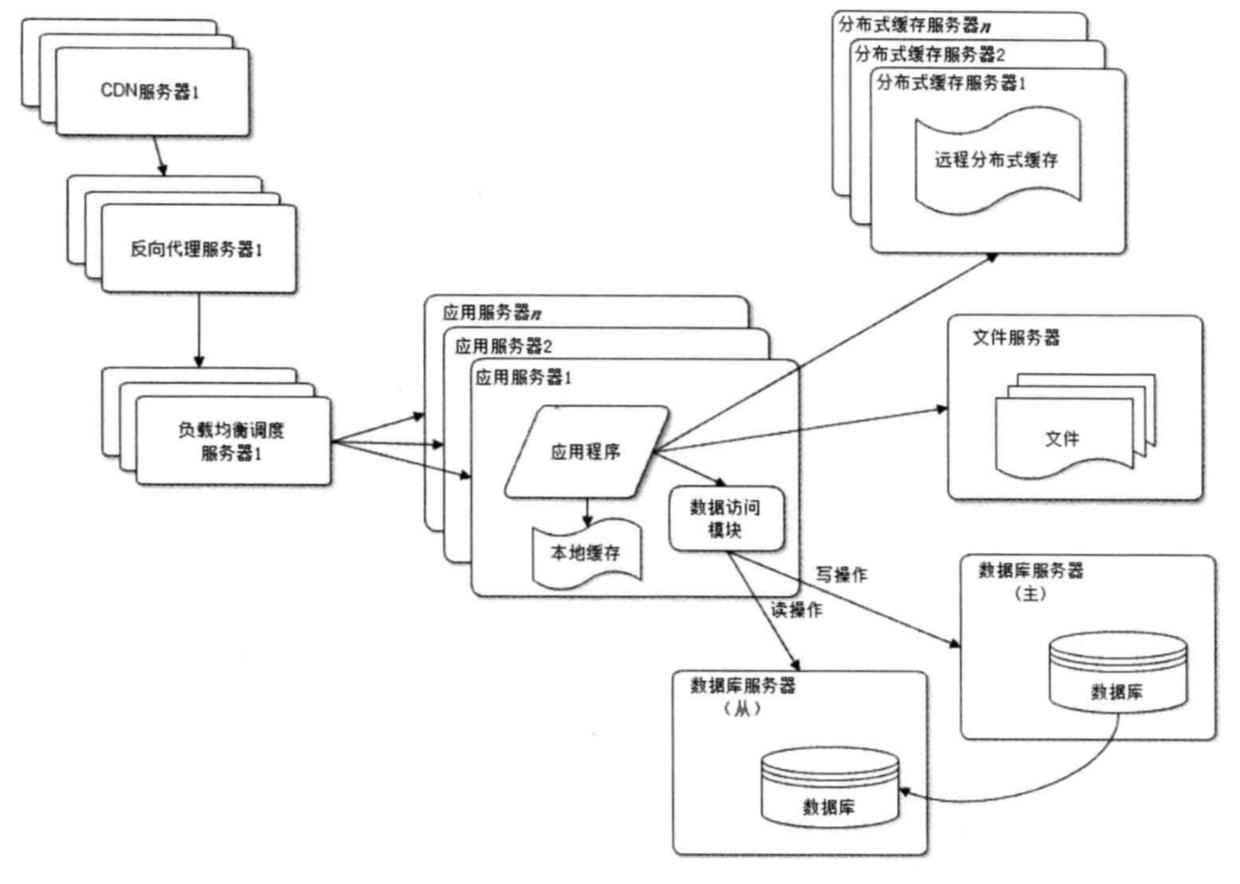 CDN服务器1
反向代理服务器1
负载均衡调度
服务器1
应用服务器n
应用服务器2
应用服务器1
应用程序
本地缓存
数据访问
模块
分布式缓存服务器n
分布式缓存服务器2
分布式缓存服务器1
远程分布式缓存
文件服务器
文件
写操作
读操作
数据库服务器
（主）
数据库
数据库服务器
（从）
数据库